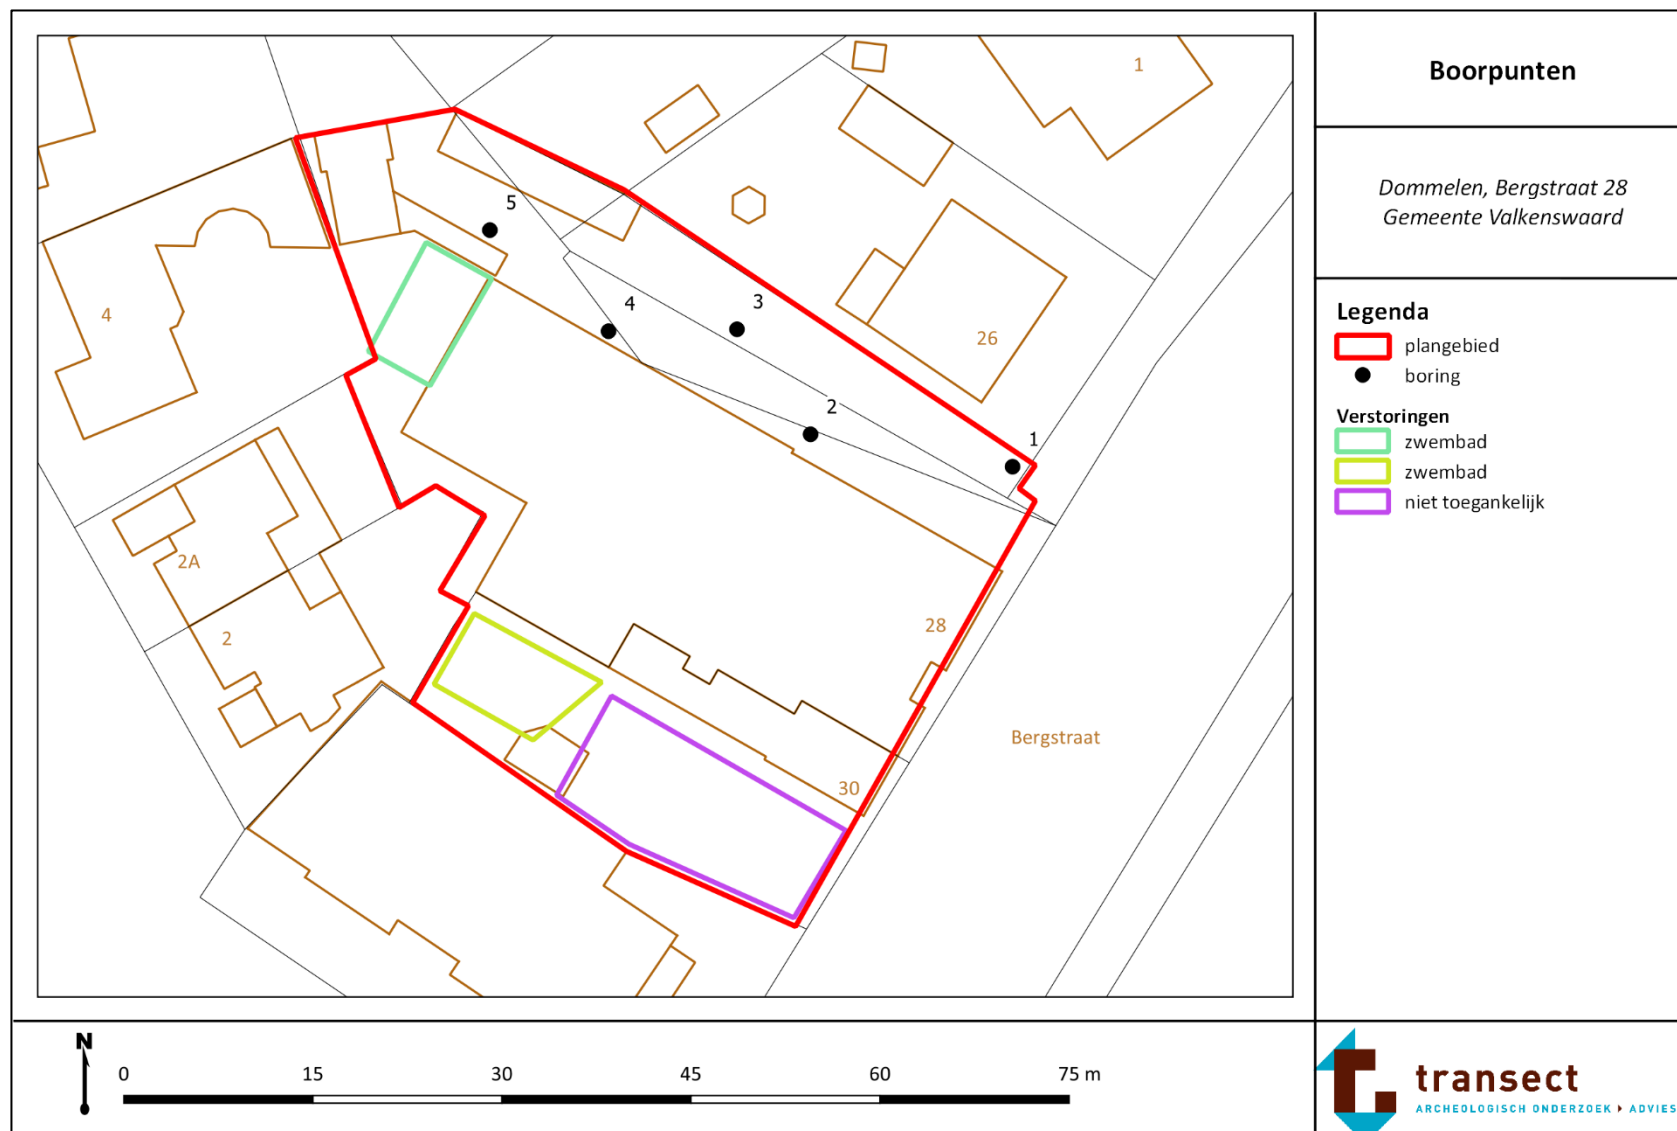 Boorpunten
Dommelen, Bergstraat 28
Gemeente Valkenswaard
Legenda
plangebied
boring
Verstoringen
zwembad
zwembad
niet toegankelijk
1
5
4
3
4
26
2
1
2A
2
28
Bergstraat
30
N
0 15 30 45 60 75 m
transect
ARCHEOLOGISCH ONDERZOEK ▸ ADVIES